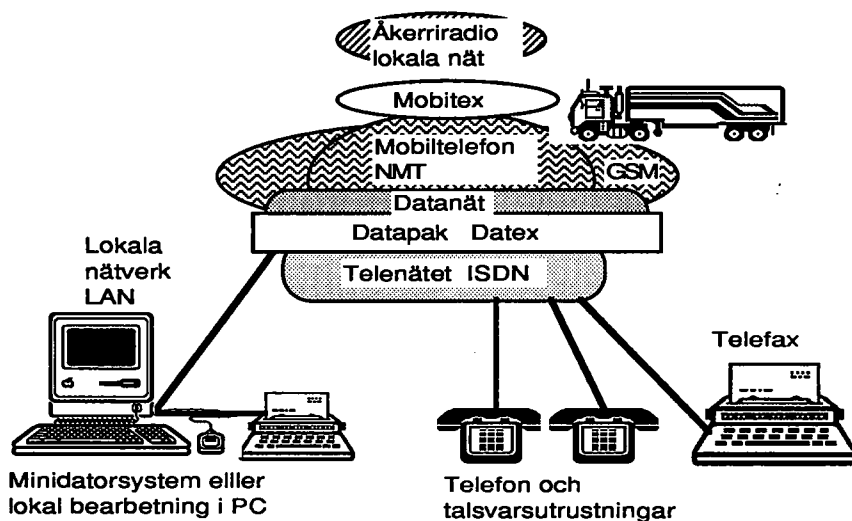 Åkerriradio
lokala nät
Mobitex
Mobiltelefon
NMT GSM
Datanät
Datapak Datex
Lokala
nätverk
LAN
Telenätet ISDN
Telefax
Minidatorsystem elller
lokal bearbetning i PC
Telefon och
talsvarsutrustningar